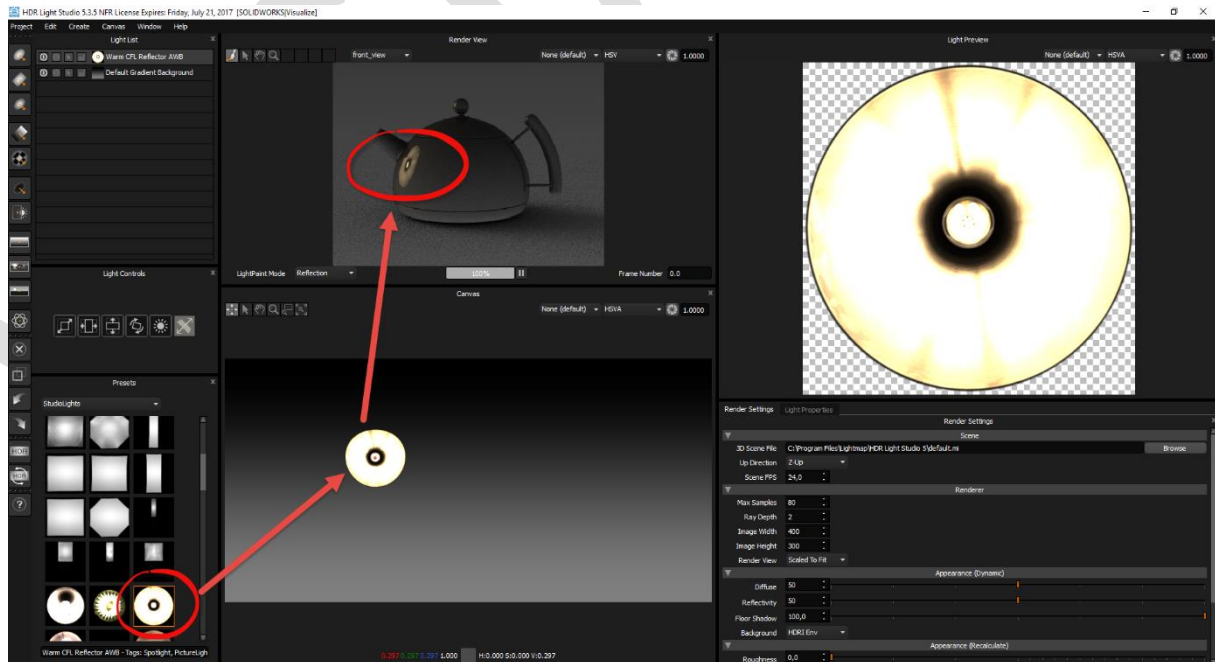 HDR Light Studio 5.3.5 NFR License Expires: Friday, July 21, 2017 [SOLIDWORKS|Visualize]
Project Edit Create Canvas Window Help
Light List
Warm CFL Reflector AWB
Default Gradient Background
Light Controls
Presets
StudioLights
HDR
HDR
Warm CFL Reflector AWB - Tags: Spotlight, PictureLigh
Render View
front_view None (default) HSV 1.0000
LightPaint Mode Reflection 100% Frame Number 0.0
Canvas
None (default) HSVA 1.0000
0.297 0.297 0.297 1.000 H:0.000 S:0.000 V:0.297
Light Preview
None (default) HSVA 1.0000
Render Settings Light Properties
Render Settings
Scene
3D Scene File C:\Program Files\Lightmap\HDR Light Studio 5\default.mi Browse
Up Direction Z-Up
Scene FPS 24,0
Renderer
Max Samples 80
Ray Depth 2
Image Width 400
Image Height 300
Render View Scaled To Fit
Appearance (Dynamic)
Diffuse 50
Reflectivity 50
Floor Shadow 100,0
Background HDRI Env
Appearance (Recalculate)
Roughness 0,0